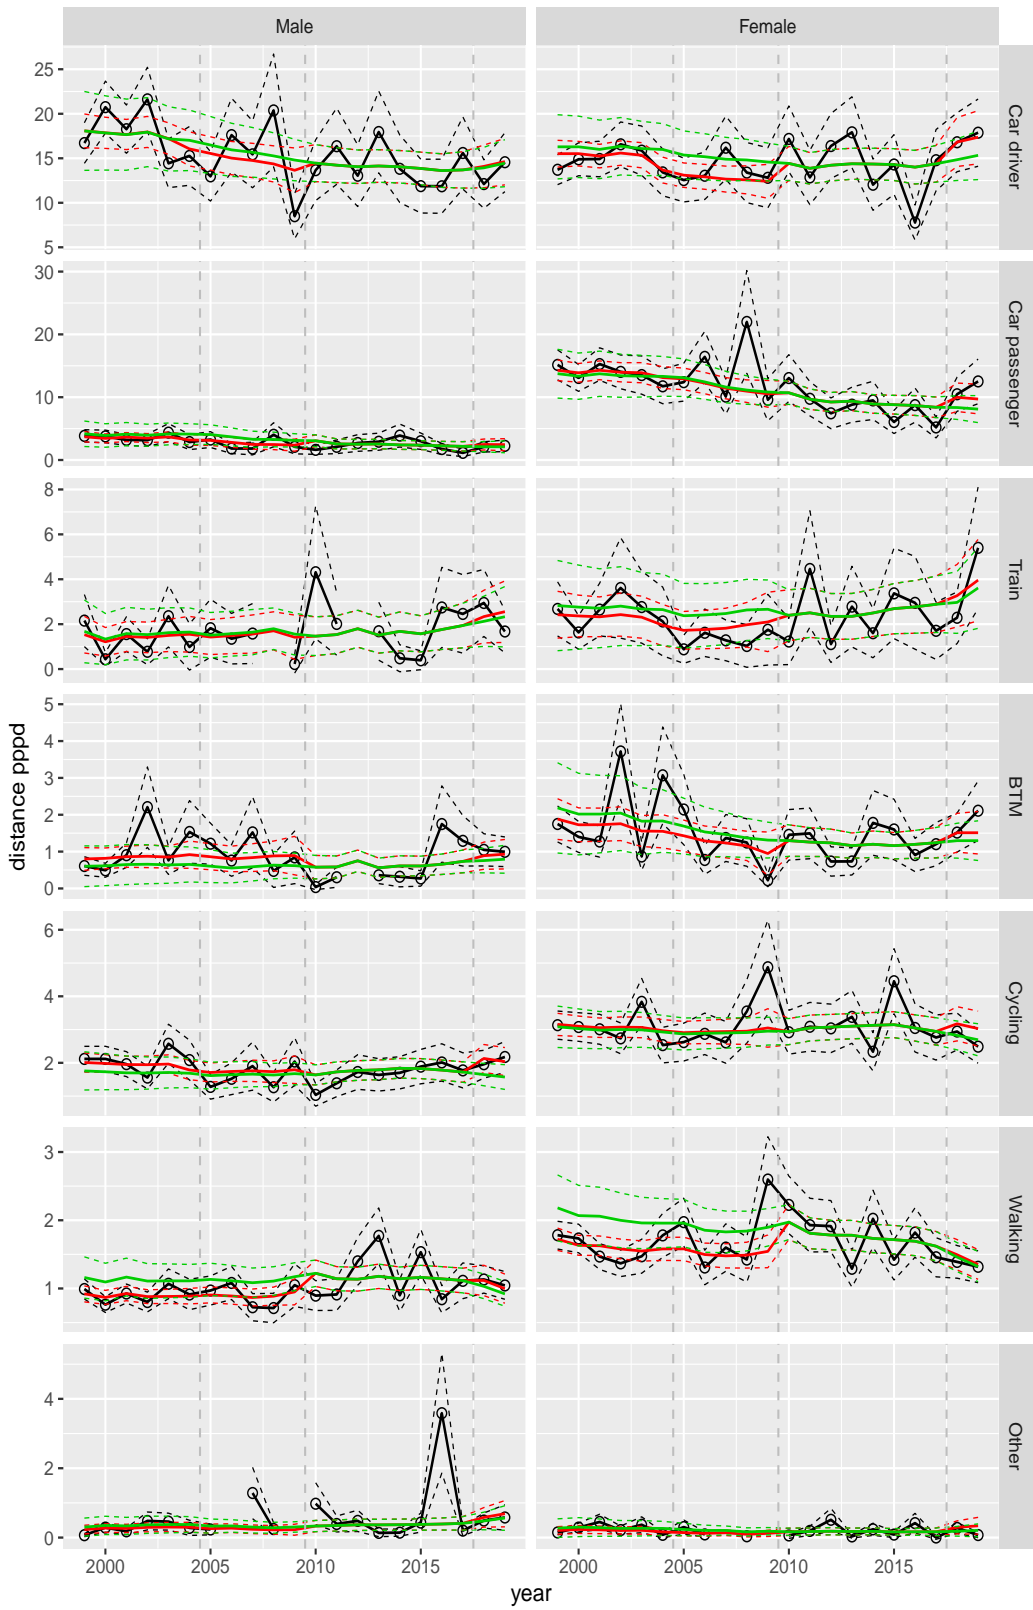 Male Female
25
20
15
10
5
Car driver
30
20
10
0
Car passenger
8
6
4
2
0
Train
5
4
3
2
1
0
BTM
6
4
2
Cycling
3
2
1
Walking
4
2
0
Other
distance pppd
2000 2005 2010 2015 2000 2005 2010 2015
year